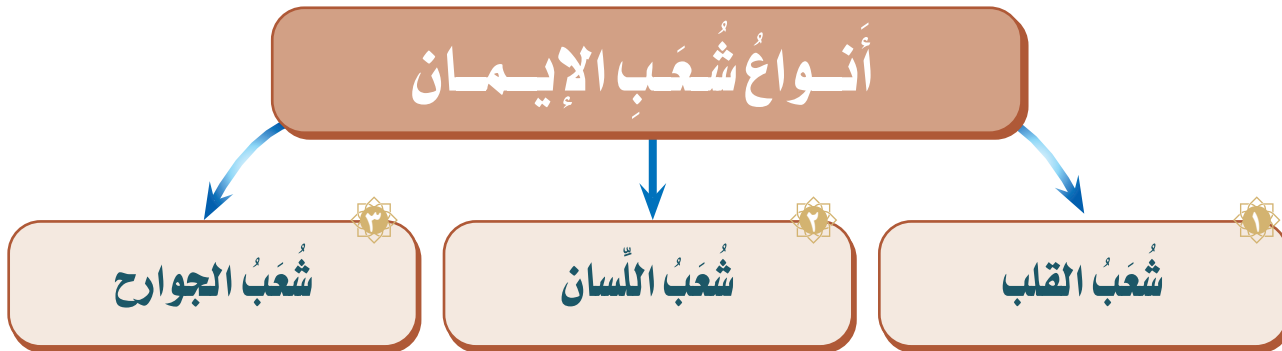 أَنـواعُ شُعَبِ الإيـمـان
١
شُعَبُ القلب
٢
شُعَبُ اللِّسان
٣
شُعَبُ الجوارح